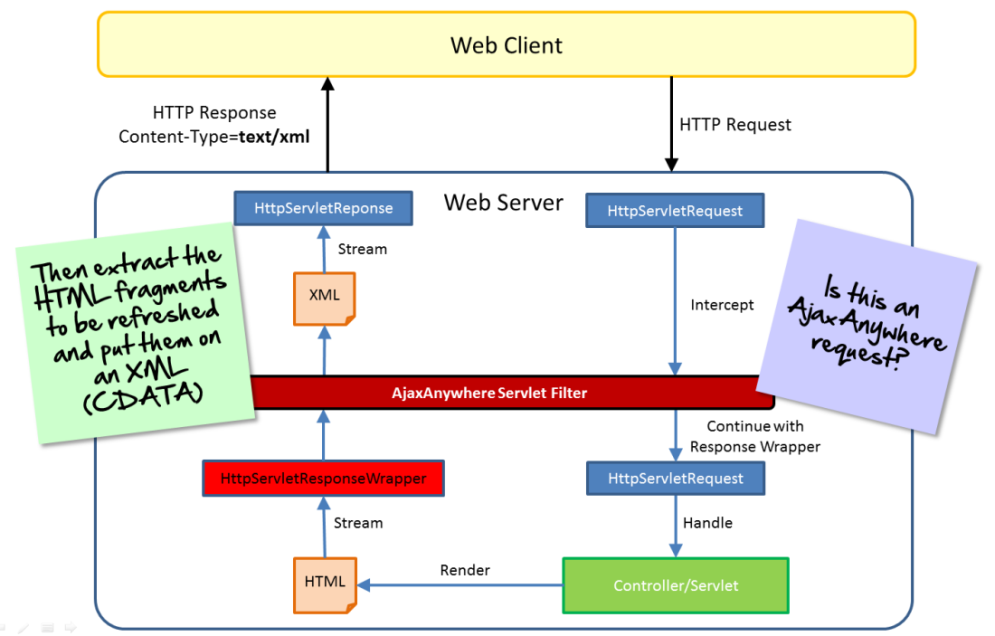 Web Client
HTTP Response
Content-Type=text/xml
HTTP Request
Web Server
HttpServletReponse
HttpServletRequest
Stream
XML
Intercept
Then extract the
HTML fragments
to be refreshed
and put them on
an XML
(CDATA)
Is this an
AjaxAnywhere
request?
AjaxAnywhere Servlet Filter
Continue with
Response Wrapper
HttpServletResponseWrapper
HttpServletRequest
Stream
Handle
HTML
Render
Controller/Servlet